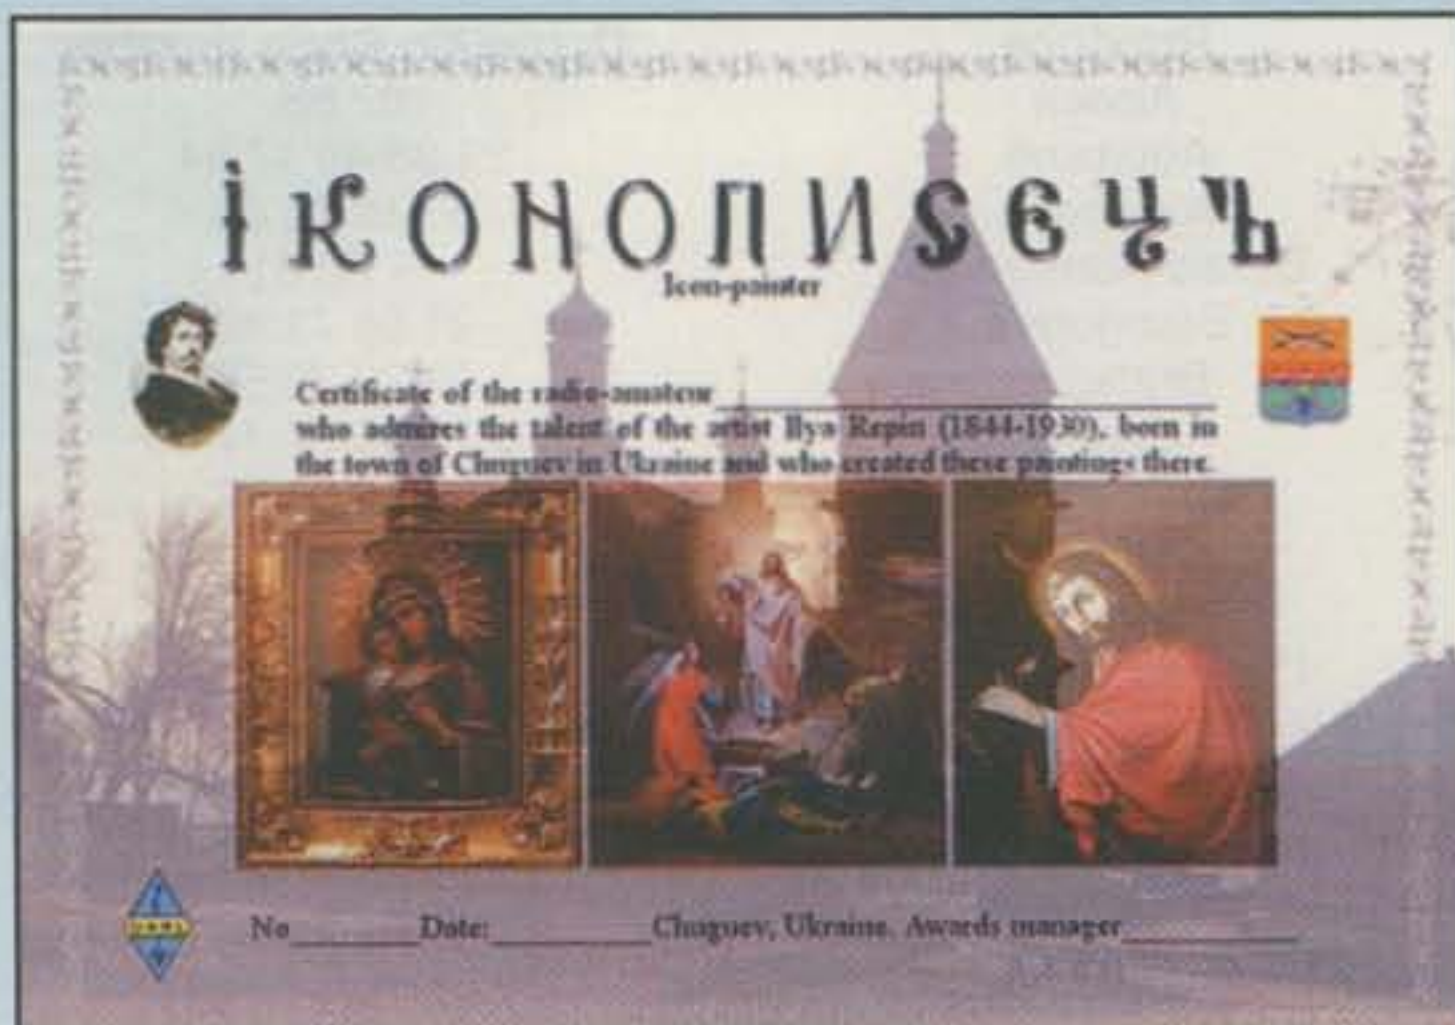 іконописецъ
Icon-painter
Certificate of the radio-amateur
who admires the talent of the artist Ilya Repin (1844-1930), born in
the town of Chuguev in Ukraine and who created these paintings there.
No Date: Chuguev, Ukraine. Awards manager